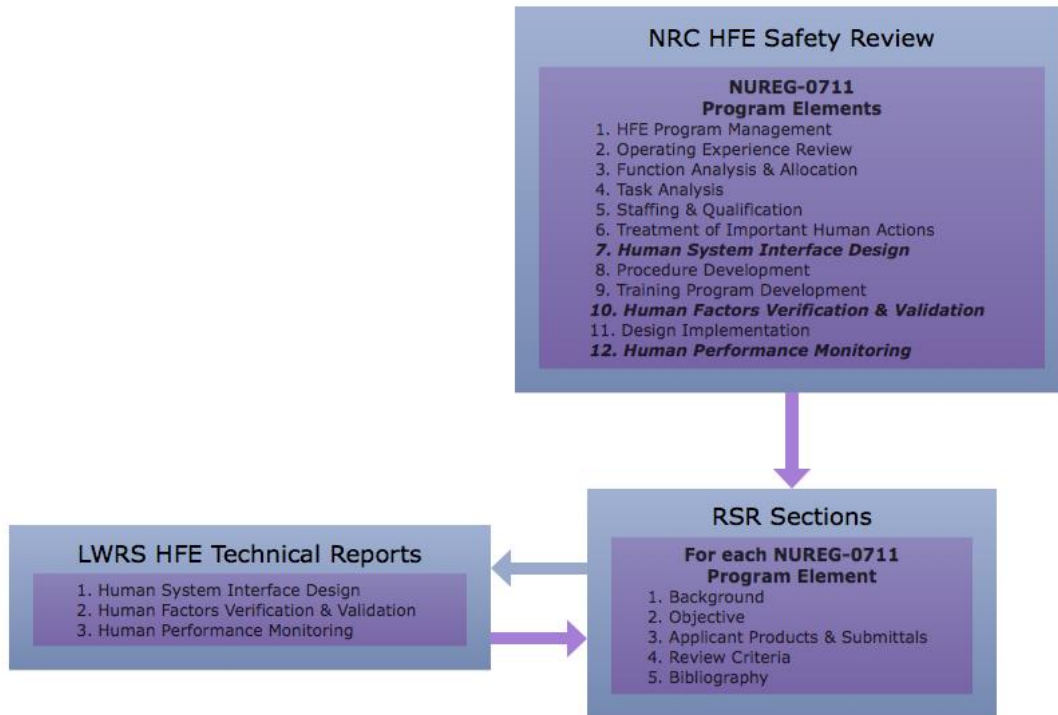 NRC HFE Safety Review
NUREG-0711
Program Elements
1. HFE Program Management
2. Operating Experience Review
3. Function Analysis & Allocation
4. Task Analysis
5. Staffing & Qualification
6. Treatment of Important Human Actions
7. Human System Interface Design
8. Procedure Development
9. Training Program Development
10. Human Factors Verification & Validation
11. Design Implementation
12. Human Performance Monitoring
LWRS HFE Technical Reports
1. Human System Interface Design
2. Human Factors Verification & Validation
3. Human Performance Monitoring
RSR Sections
For each NUREG-0711
Program Element
1. Background
2. Objective
3. Applicant Products & Submittals
4. Review Criteria
5. Bibliography